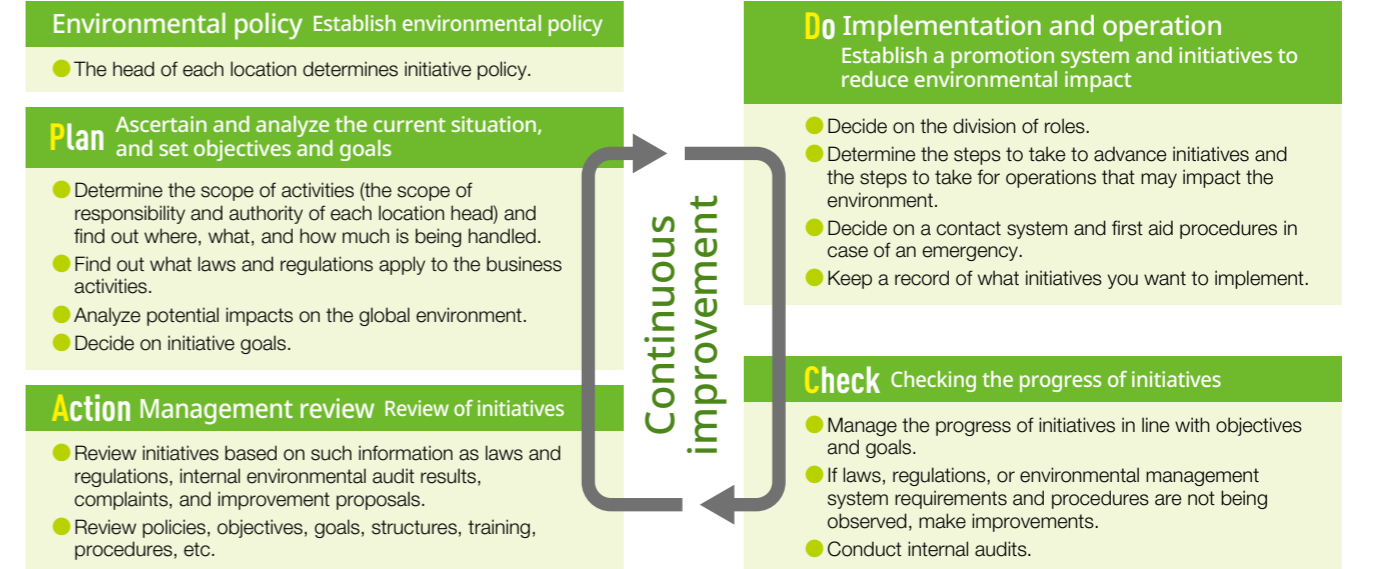 Environmental policy Establish environmental policy
● The head of each location determines initiative policy.
Plan Ascertain and analyze the current situation,
and set objectives and goals
● Determine the scope of activities (the scope of
responsibility and authority of each location head) and
find out where, what, and how much is being handled.
● Find out what laws and regulations apply to the business
activities.
● Analyze potential impacts on the global environment.
● Decide on initiative goals.
Action Management review Review of initiatives
● Review initiatives based on such information as laws and
regulations, internal environmental audit results,
complaints, and improvement proposals.
● Review policies, objectives, goals, structures, training,
procedures, etc.
Continuous
improvement
Do Implementation and operation
Establish a promotion system and initiatives to
reduce environmental impact
● Decide on the division of roles.
● Determine the steps to take to advance initiatives and
the steps to take for operations that may impact the
environment.
● Decide on a contact system and first aid procedures in
case of an emergency.
● Keep a record of what initiatives you want to implement.
Check Checking the progress of initiatives
● Manage the progress of initiatives in line with objectives
and goals.
● If laws, regulations, or environmental management
system requirements and procedures are not being
observed, make improvements.
● Conduct internal audits.